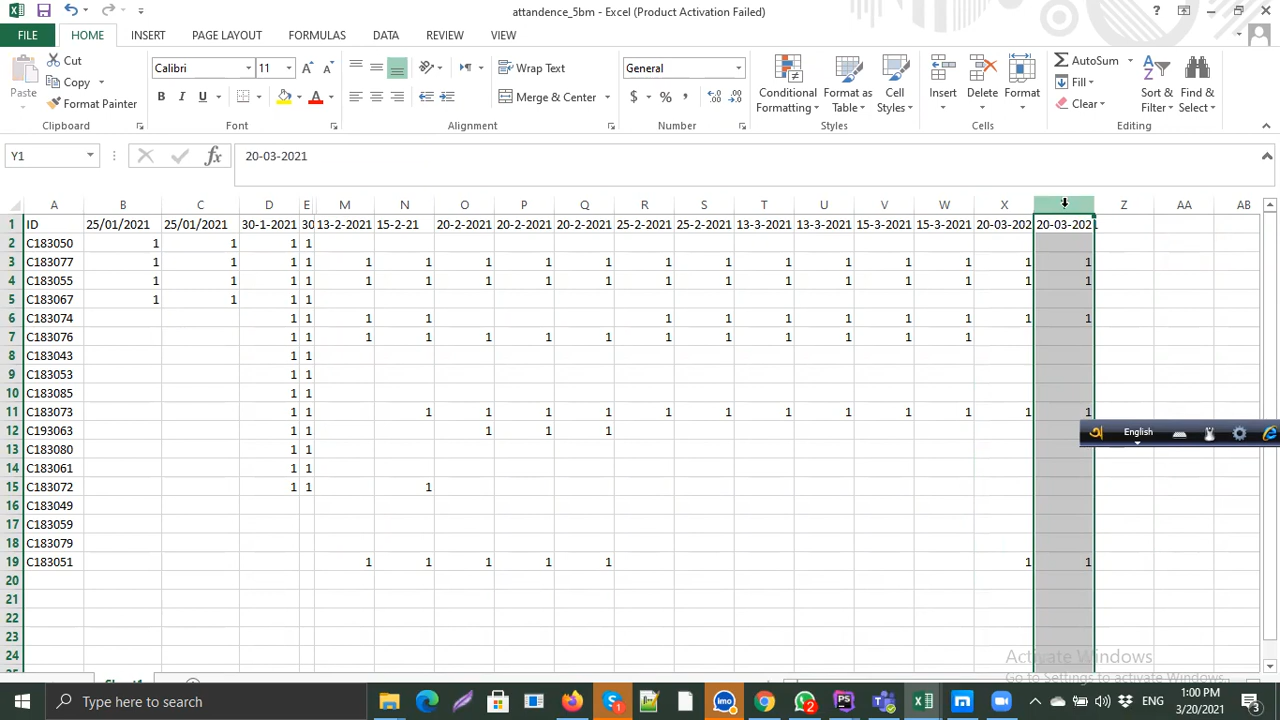 attandence_5bm - Excel (Product Activation Failed)
FILE HOME INSERT PAGE LAYOUT FORMULAS DATA REVIEW VIEW
Paste Cut Copy Format Painter Clipboard
Calibri 11 B I U A Font
Wrap Text Merge & Center Alignment
General $ % , Number
Conditional Formatting Format as Table Cell Styles Styles
Insert Delete Format Cells
AutoSum Fill Clear Sort & Filter Find & Select Editing
Y1 fx 20-03-2021
A B C D E M N O P Q R S T U V W X Z AA AB
1 ID 25/01/2021 25/01/2021 30-1-2021 30 13-2-2021 15-2-21 20-2-2021 20-2-2021 20-2-2021 25-2-2021 25-2-2021 13-3-2021 13-3-2021 15-3-2021 15-3-2021 20-03-202 20-03-2021
2 C183050 1 1 1 1
3 C183077 1 1 1 1 1 1 1 1 1 1 1 1 1 1 1 1 1
4 C183055 1 1 1 1 1 1 1 1 1 1 1 1 1 1 1 1 1
5 C183067 1 1 1 1
6 C183074 1 1 1 1 1 1 1 1 1 1 1 1
7 C183076 1 1 1 1 1 1 1 1 1 1 1 1 1
8 C183043 1 1
9 C183053 1 1
10 C183085 1 1
11 C183073 1 1 1 1 1 1 1 1 1 1 1 1 1 1
12 C193063 1 1 1 1 1
English
13 C183080 1 1
14 C183061 1 1
15 C183072 1 1 1
16 C183049
17 C183059
18 C183079
19 C183051 1 1 1 1 1 1 1
20
21
22
23
24
Activate Windows
Go to Settings to activate Windows.
Type here to search
ENG 1:00 PM
3/20/2021